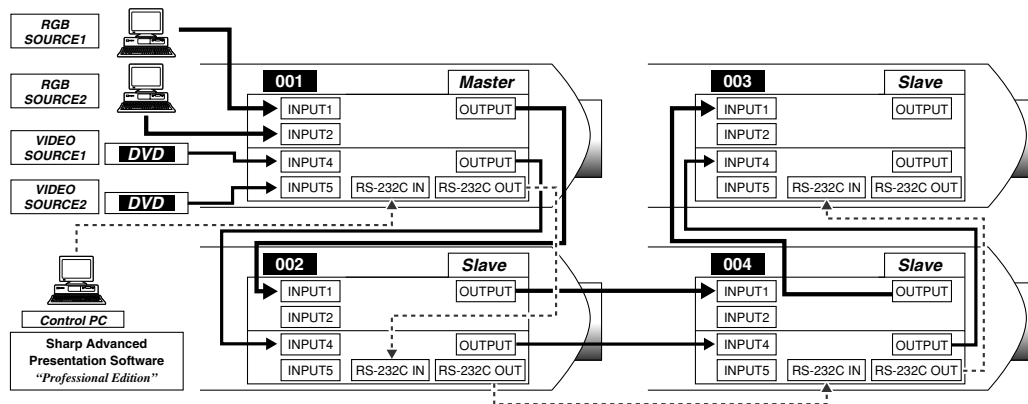 RGB
SOURCE1
RGB
SOURCE2
VIDEO
SOURCE1
DVD
VIDEO
SOURCE2
DVD
Control PC
Sharp Advanced
Presentation Software
“Professional Edition”
001
Master
INPUT1
OUTPUT
INPUT2
INPUT4
OUTPUT
INPUT5
RS-232C IN
RS-232C OUT
002
Slave
INPUT1
OUTPUT
INPUT2
INPUT4
OUTPUT
INPUT5
RS-232C IN
RS-232C OUT
003
Slave
INPUT1
OUTPUT
INPUT2
INPUT4
OUTPUT
INPUT5
RS-232C IN
RS-232C OUT
004
Slave
INPUT1
OUTPUT
INPUT2
INPUT4
OUTPUT
INPUT5
RS-232C IN
RS-232C OUT